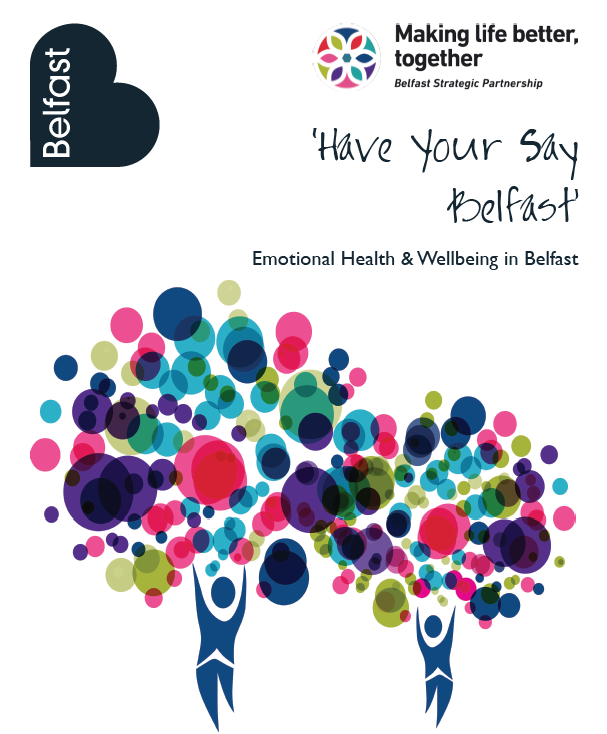 Belfast
Making life better,
together
Belfast Strategic Partnership
'Have Your Say
Belfast'
Emotional Health & Wellbeing in Belfast